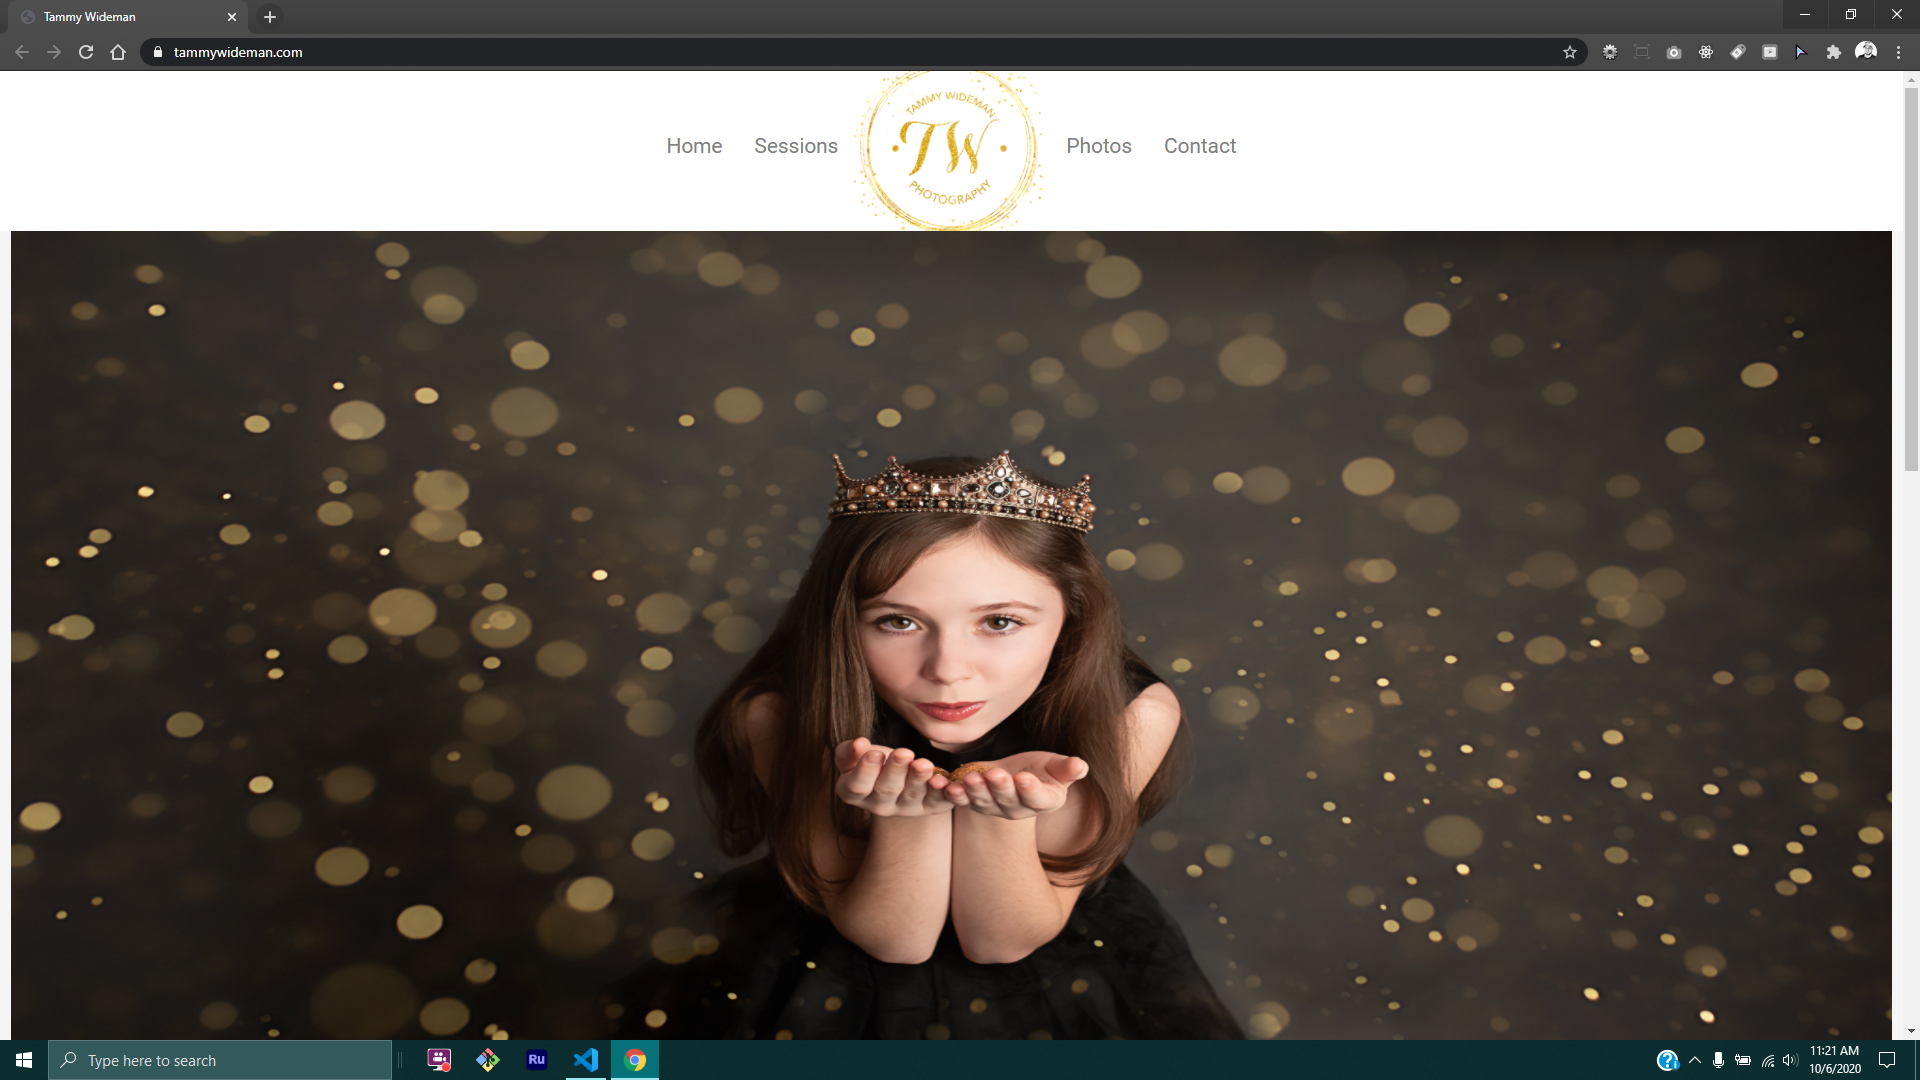 Tammy Wideman
tammywideman.com
Home
Sessions
TAMMY WIDEMAN
TW
PHOTOGRAPHY
Photos
Contact
Type here to search
Ru
11:21 AM
10/6/2020